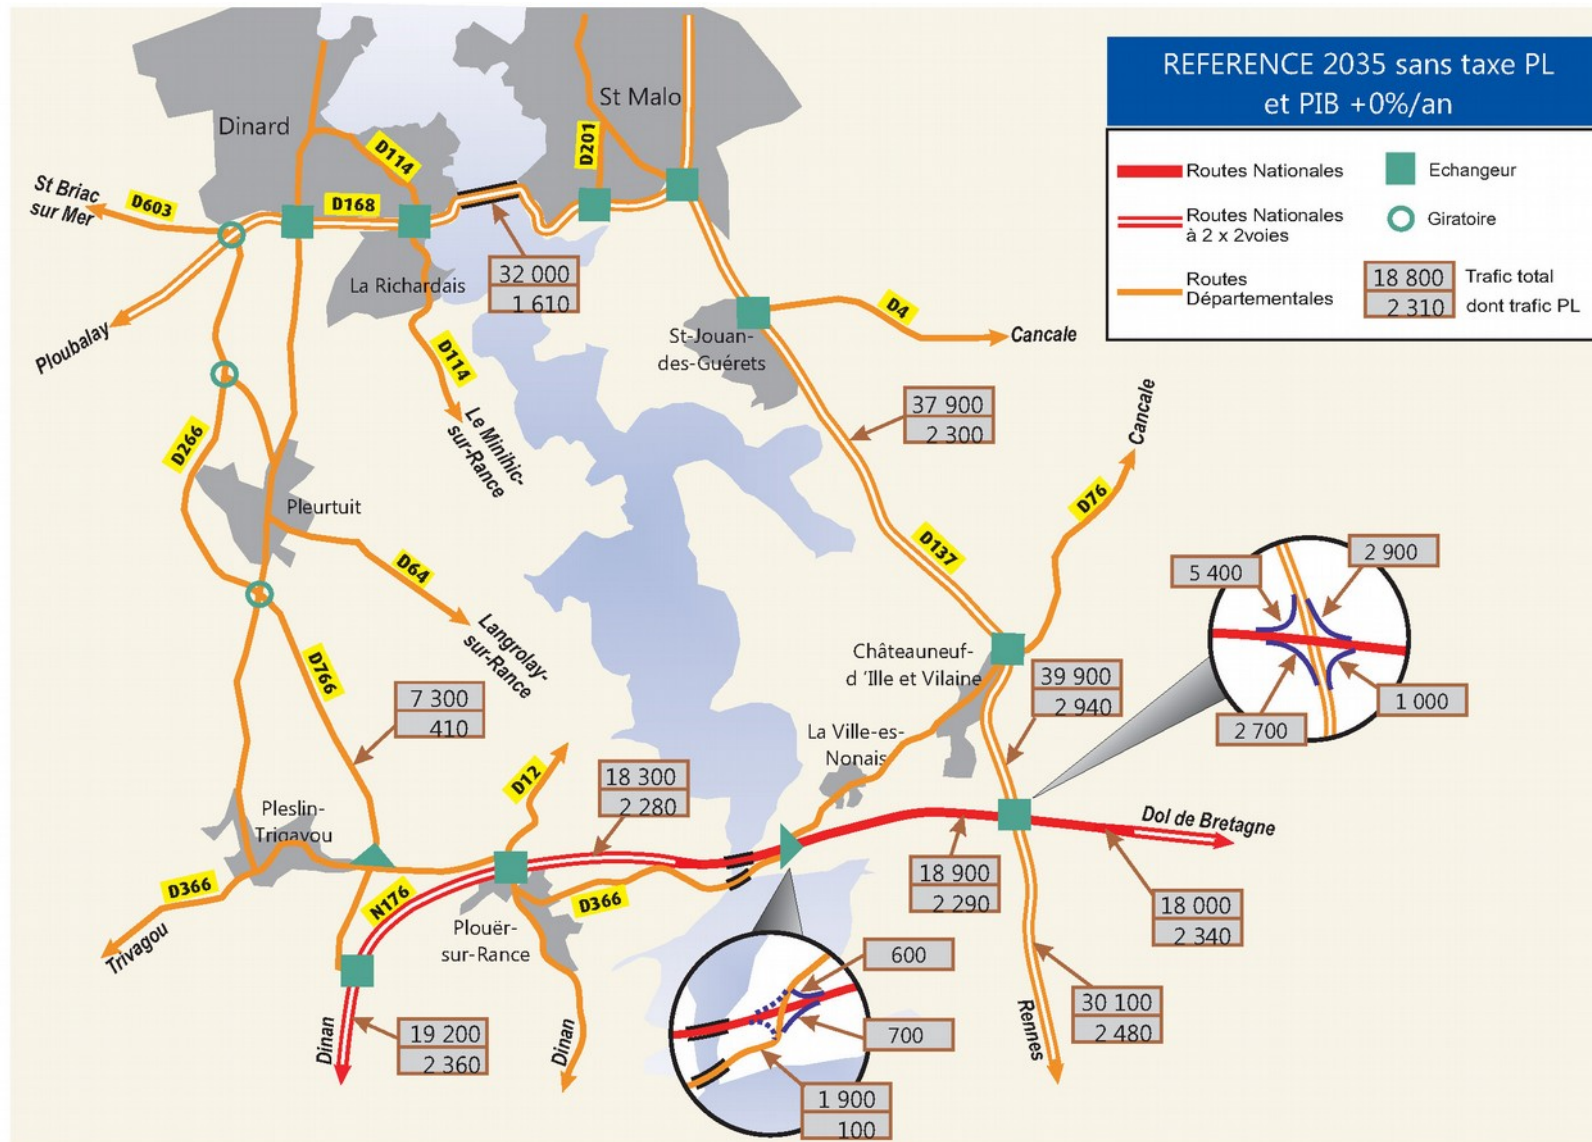 REFERENCE 2035 sans taxe PL
et PIB +0%/an
Routes Nationales
Echangeur
Routes Nationales
à 2 x 2voies
Giratoire
Routes
Départementales
18 800
2 310
Trafic total
dont trafic PL
St Malo
Dinard
D201
D114
St Briac
sur Mer
D603
D168
La Richardais
32 000
1 610
Ploubalay
D114
Le Minihic-
sur-Rance
St-Jouan-
des-Guérets
D4
Cancale
37 900
2 300
Cancale
D76
D266
Pleurtuit
D64
Langrolay-
sur-Rance
D137
5 400
2 900
2 700
1 000
Châteauneuf-
d 'Ille et Vilaine
39 900
2 940
D766
7 300
410
La Ville-es-
Nonais
D12
18 300
2 280
Pleslin-
Trigavou
Dol de Bretagne
D366
Trivagou
N176
D366
18 900
2 290
18 000
2 340
Plouër-
sur-Rance
600
700
1 900
100
30 100
2 480
Rennes
Dinan
19 200
2 360
Dinan